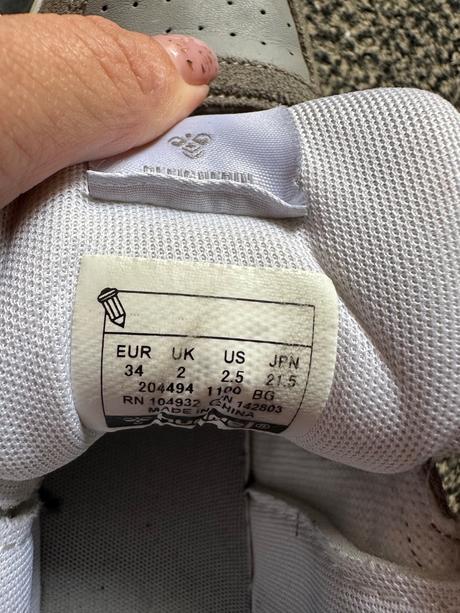 EUR UK US JPN
34 2 2.5 21.5
204494 1100 BG
RN 104932 CN 142803
MADE IN CHINA
hummel®